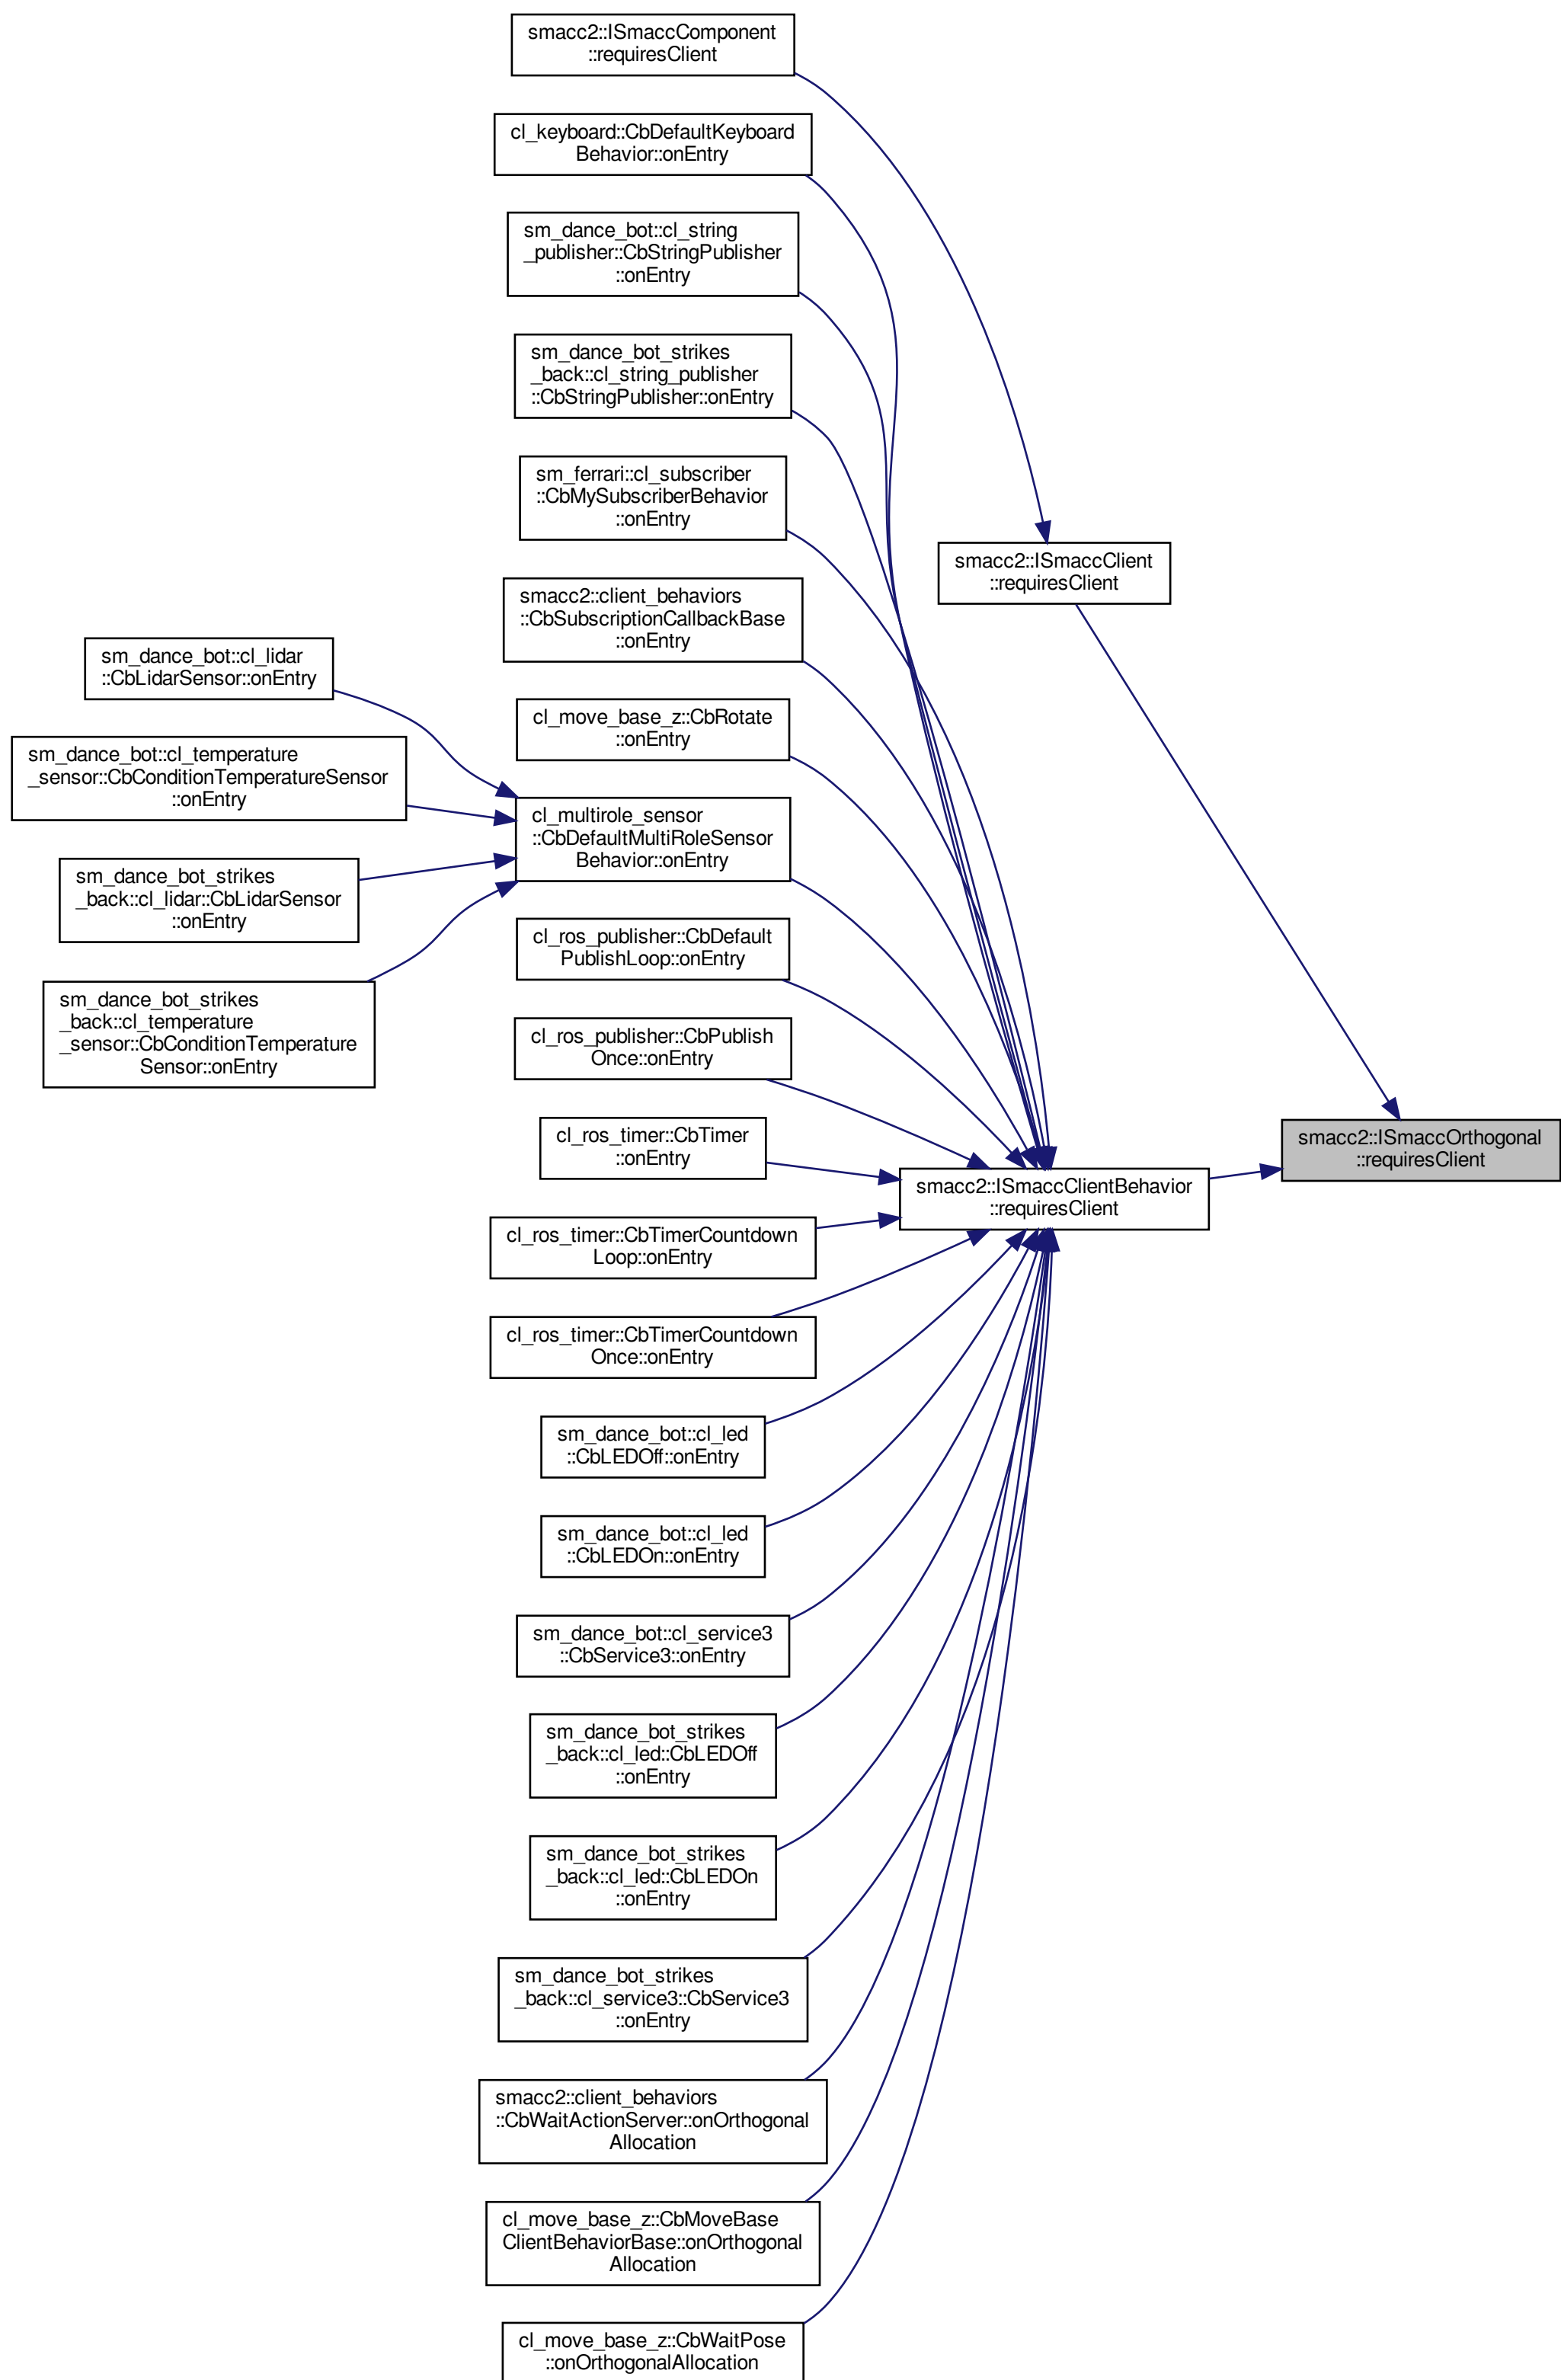 smacc2::ISmaccComponent
::requiresClient
cl_keyboard::CbDefaultKeyboard
Behavior::onEntry
sm_dance_bot::cl_string
_publisher::CbStringPublisher
::onEntry
sm_dance_bot_strikes
_back::cl_string_publisher
::CbStringPublisher::onEntry
sm_ferrari::cl_subscriber
::CbMySubscriberBehavior
::onEntry
smacc2::ISmaccClient
::requiresClient
smacc2::client_behaviors
::CbSubscriptionCallbackBase
::onEntry
sm_dance_bot::cl_lidar
::CbLidarSensor::onEntry
cl_move_base_z::CbRotate
::onEntry
sm_dance_bot::cl_temperature
_sensor::CbConditionTemperatureSensor
::onEntry
cl_multirole_sensor
::CbDefaultMultiRoleSensor
Behavior::onEntry
sm_dance_bot_strikes
_back::cl_lidar::CbLidarSensor
::onEntry
cl_ros_publisher::CbDefault
PublishLoop::onEntry
sm_dance_bot_strikes
_back::cl_temperature
_sensor::CbConditionTemperature
Sensor::onEntry
cl_ros_publisher::CbPublish
Once::onEntry
cl_ros_timer::CbTimer
::onEntry
smacc2::ISmaccOrthogonal
::requiresClient
smacc2::ISmaccClientBehavior
::requiresClient
cl_ros_timer::CbTimerCountdown
Loop::onEntry
cl_ros_timer::CbTimerCountdown
Once::onEntry
sm_dance_bot::cl_led
::CbLEDOff::onEntry
sm_dance_bot::cl_led
::CbLEDOn::onEntry
sm_dance_bot::cl_service3
::CbService3::onEntry
sm_dance_bot_strikes
_back::cl_led::CbLEDOff
::onEntry
sm_dance_bot_strikes
_back::cl_led::CbLEDOn
::onEntry
sm_dance_bot_strikes
_back::cl_service3::CbService3
::onEntry
smacc2::client_behaviors
::CbWaitActionServer::onOrthogonal
Allocation
cl_move_base_z::CbMoveBase
ClientBehaviorBase::onOrthogonal
Allocation
cl_move_base_z::CbWaitPose
::onOrthogonalAllocation